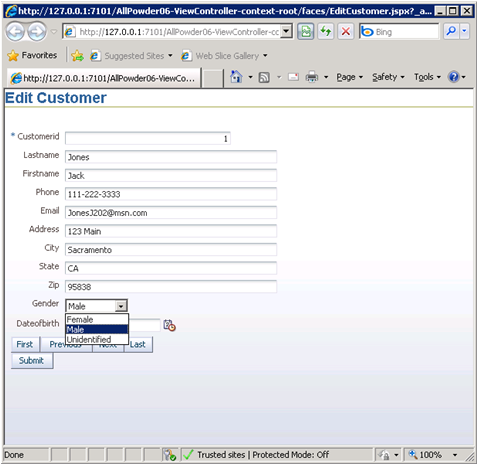 http://127.0.0.1:7101/AllPowder06-ViewController-context-root/faces/EditCustomer.jspx?_a...
http://127.0.0.1:7101/AllPowder06-ViewController-cc
Bing
Favorites
Suggested Sites
Web Slice Gallery
http://127.0.0.1:7101/AllPowder06-ViewCo...
Page
Safety
Tools
Edit Customer
* Customerid 1
Lastname Jones
Firstname Jack
Phone 111-222-3333
Email JonesJ202@msn.com
Address 123 Main
City Sacramento
State CA
Zip 95838
Gender Male
Female
Dateofbirth Male
Unidentified
First Previous Next Last
Submit
Done
Trusted sites | Protected Mode: Off
100%